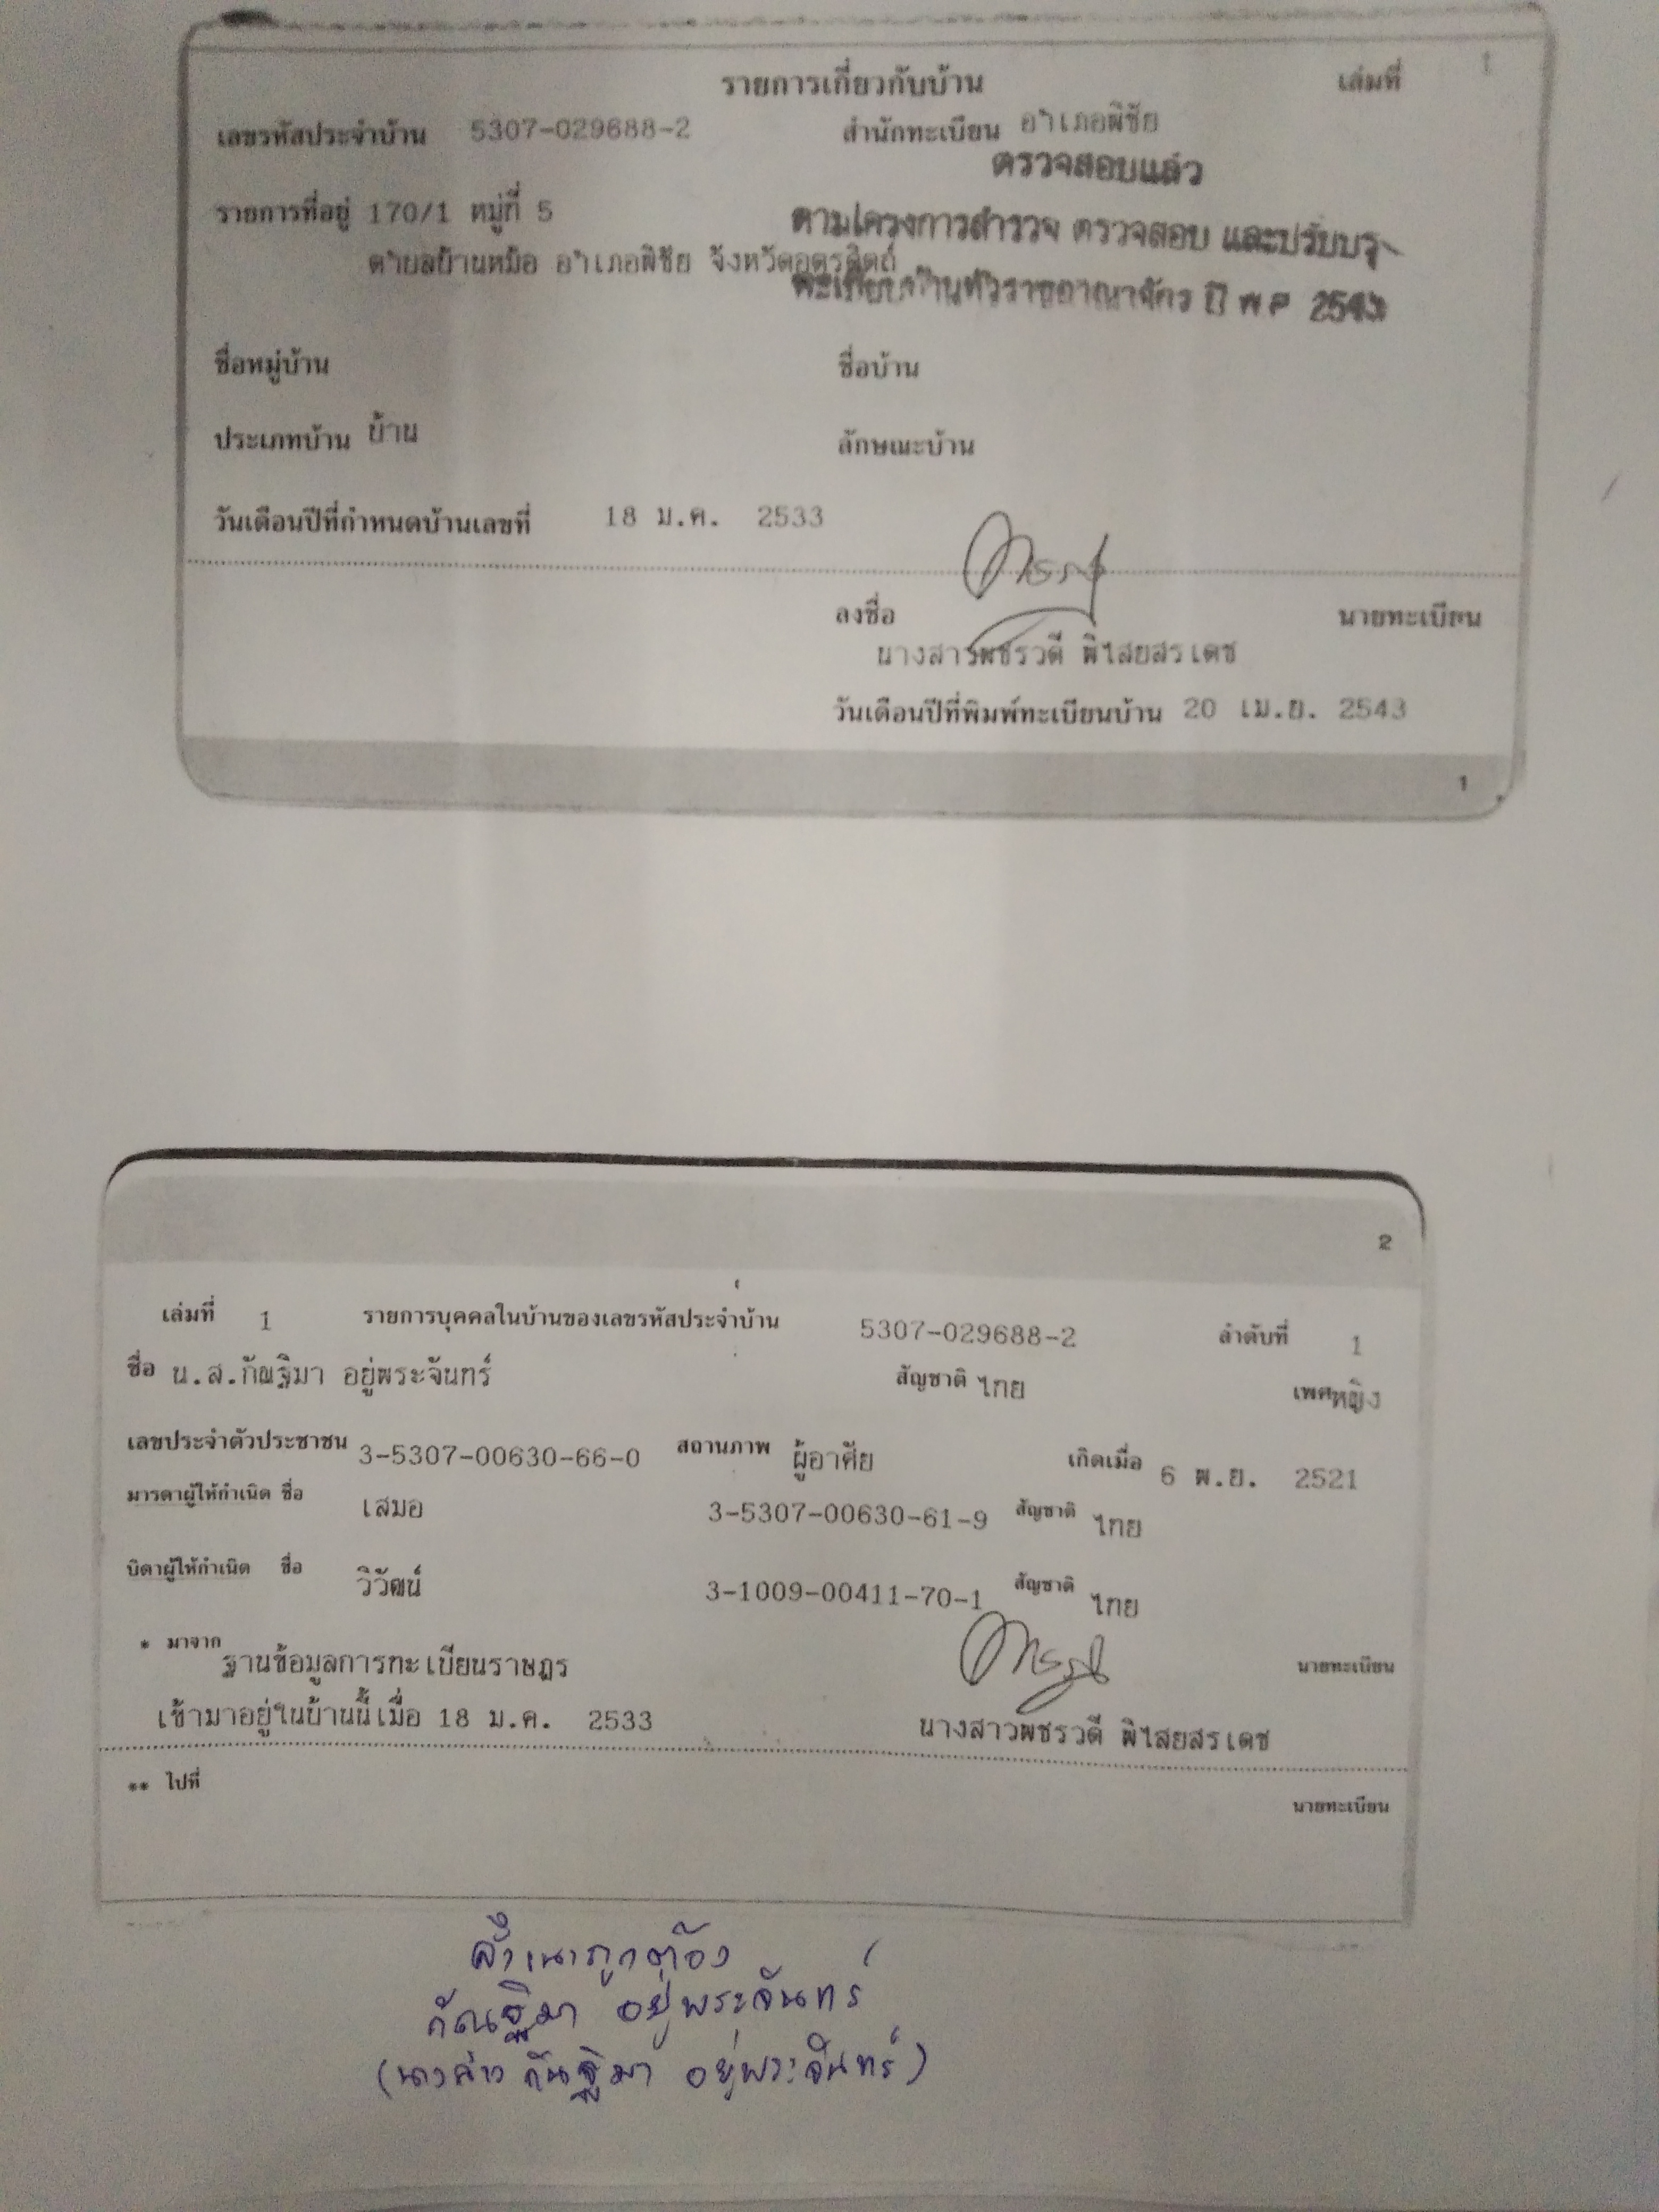 รายการเกี่ยวกับบ้าน เล่มที่ 1
เลขรหัสประจำบ้าน 5307-029688-2 สำนักทะเบียน อำเภอพิชัย
ตรวจสอบแล้ว
รายการที่อยู่ 170/1 หมู่ที่ 5 ตามโครงการสำรวจ ตรวจสอบ และปรับปรุง
ตำบลบ้านหม้อ อำเภอพิชัย จังหวัดอุตรดิตถ์
ทะเบียนบ้านทั่วราชอาณาจักร ปี พ.ศ.
ชื่อหมู่บ้าน ชื่อบ้าน
ประเภทบ้าน บ้าน ลักษณะบ้าน
วันเดือนปีที่กำหนดบ้านเลขที่ 18 ม.ค. 2533
ลงชื่อ นายทะเบียน
นางสาวพัชรวดี พิไสยสรเดช
วันเดือนปีที่พิมพ์ทะเบียนบ้าน 20 เม.ย. 2543
1
2
เล่มที่ 1 รายการบุคคลในบ้านของเลขรหัสประจำบ้าน 5307-029688-2 ลำดับที่ 1
ชื่อ น.ส.กัณฐิมา อยู่พระจันทร์ สัญชาติ ไทย เพศ หญิง
เลขประจำตัวประชาชน 3-5307-00630-66-0 สถานภาพ ผู้อาศัย เกิดเมื่อ 6 พ.ย. 2521
มารดาผู้ให้กำเนิด ชื่อ เสมอ 3-5307-00630-61-9 สัญชาติ ไทย
บิดาผู้ให้กำเนิด ชื่อ วิวัฒน์ 3-1009-00411-70-1 สัญชาติ ไทย
* มาจาก ฐานข้อมูลการทะเบียนราษฎร นายทะเบียน
เข้ามาอยู่ในบ้านนี้เมื่อ 18 ม.ค. 2533 นางสาวพัชรวดี พิไสยสรเดช
** ไปที่ นายทะเบียน
สำเนาถูกต้อง
กัณฐิมา อยู่พระจันทร์
(นางสาว กัณฐิมา อยู่พระจันทร์)